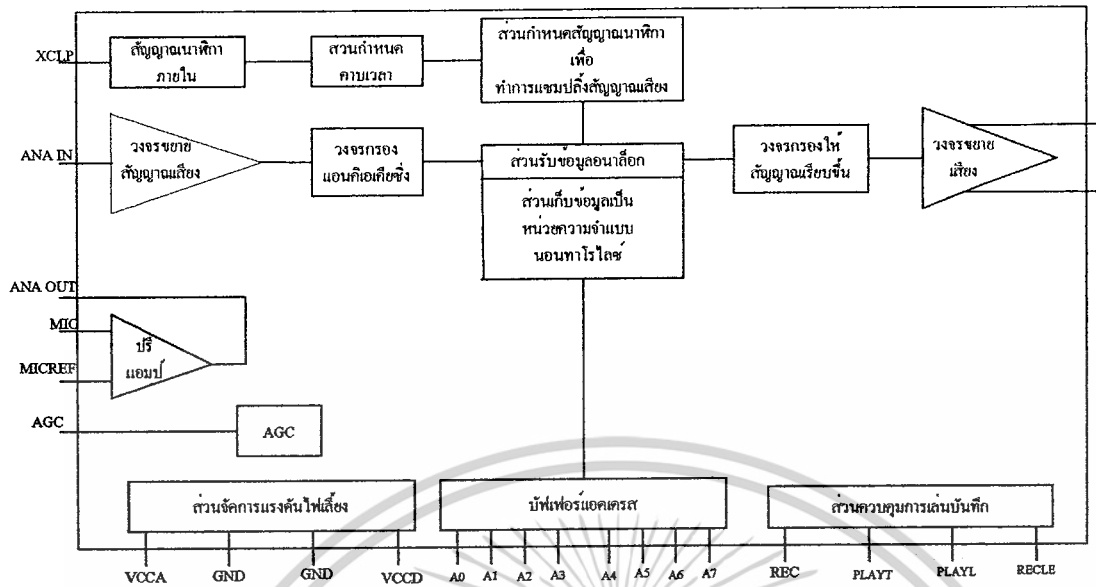 XCLP
สัญญาณนาฬิกา
ภายใน
ส่วนกำหนด
คาบเวลา
ส่วนกำหนดสัญญาณนาฬิกา
เพื่อ
ทำการแซมปลิ้งสัญญาณเสียง
ANA IN
วงจรขยาย
สัญญาณเสียง
วงจรกรอง
แอนติเอเคียซิ่ง
ส่วนรับข้อมูลอนาล็อก
ส่วนเก็บข้อมูลเป็น
หน่วยความจำแบบ
นอนทาโรไลซ์
วงจรกรองให้
สัญญาณเรียบขึ้น
วงจรขยาย
เสียง
ANA OUT
MIC
MICREF
ปรี
แอมป์
AGC
AGC
ส่วนจัดการแรงดันไฟเลี้ยง
บัฟเฟอร์แอดเดรส
ส่วนควบคุมการเล่นบันทึก
VCCA GND GND VCCD A0 A1 A2 A3 A4 A5 A6 A7 REC PLAYT PLAYL RECLE